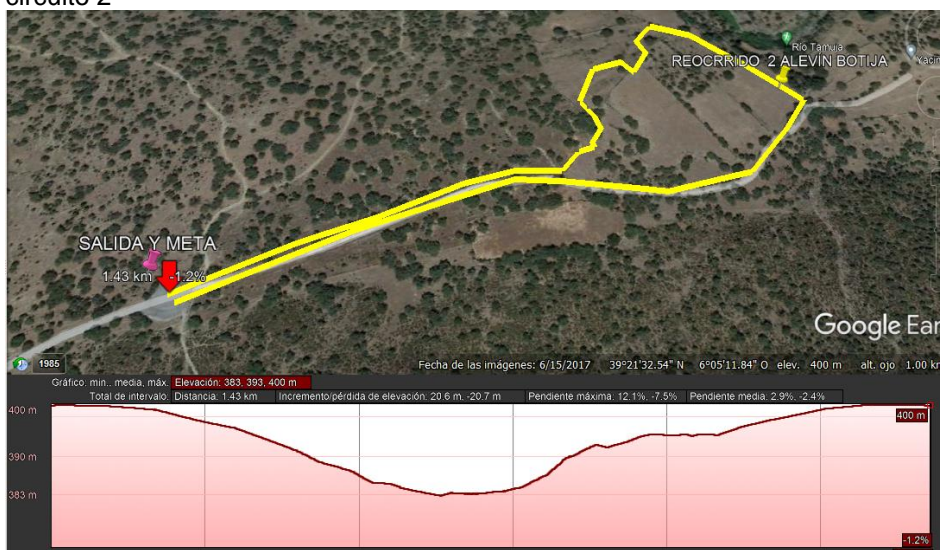 circuito 2
Río Tamuja
REOCRRIDO 2 ALEVÍN BOTIJA
Yacin
SALIDA Y META
1.43 km -1.2%
Google Ear
1985
Fecha de las imágenes: 6/15/2017 39°21'32.54" N 6°05'11.84" O elev. 400 m alt. ojo 1.00 km
Gráfico: min., media, máx. Elevación: 383, 393, 400 m
Total de intervalo: Distancia: 1.43 km Incremento/pérdida de elevación: 20.6 m, -20.7 m Pendiente máxima: 12.1%, -7.5% Pendiente media: 2.9%, -2.4%
400 m
400 m
390 m
383 m
-1.2%